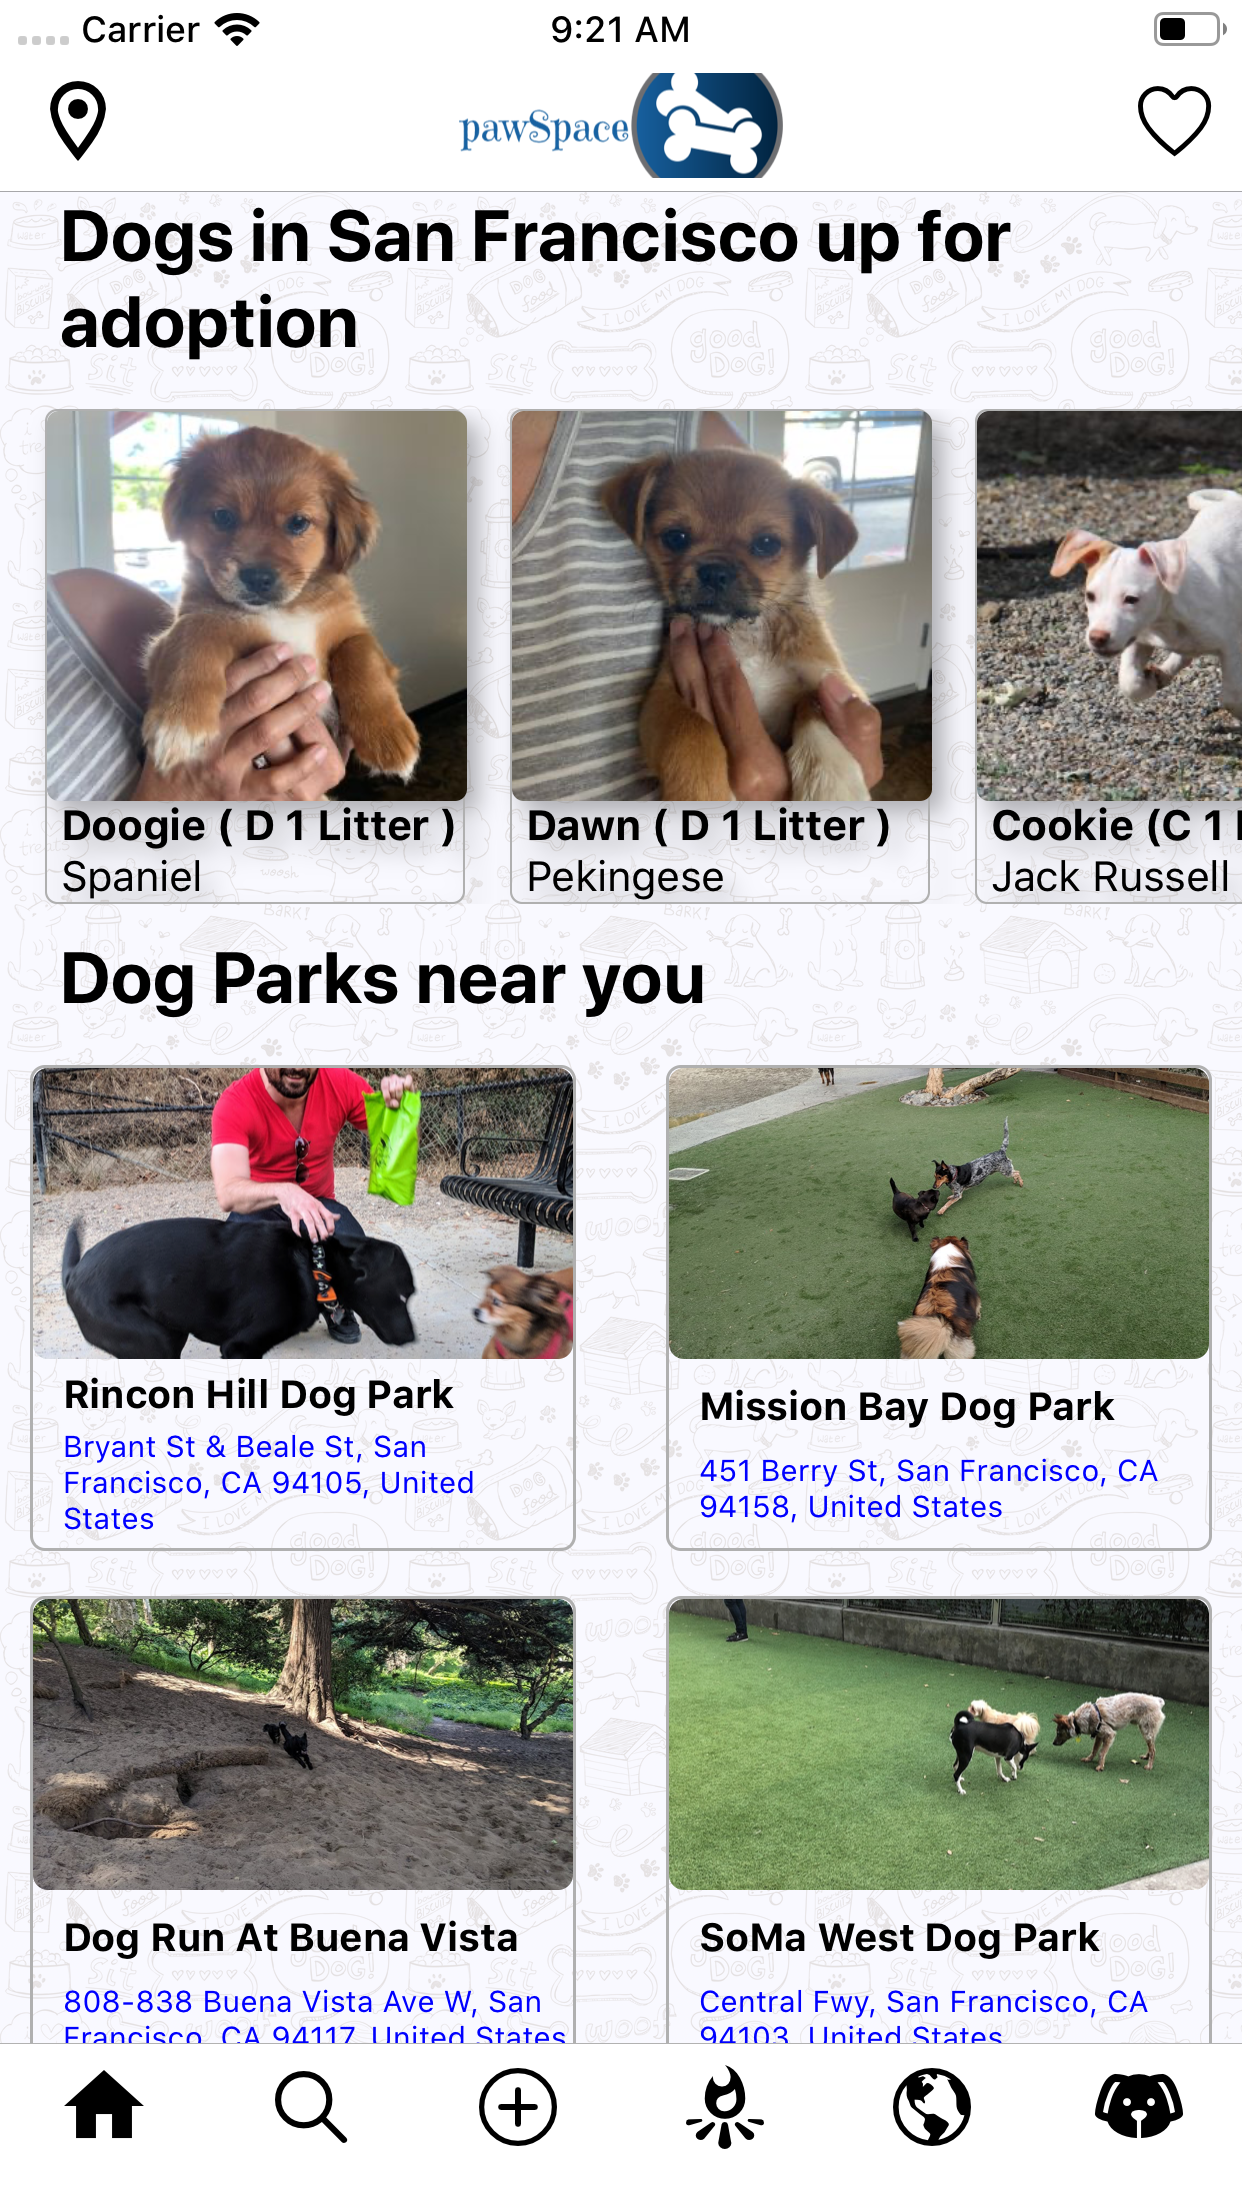 Carrier
9:21 AM
pawSpace
Dogs in San Francisco up for
adoption
Doogie ( D 1 Litter )
Spaniel
Dawn ( D 1 Litter )
Pekingese
Cookie (C 1
Jack Russell
Dog Parks near you
Rincon Hill Dog Park
Bryant St & Beale St, San
Francisco, CA 94105, United
States
Mission Bay Dog Park
451 Berry St, San Francisco, CA
94158, United States
Dog Run At Buena Vista
808-838 Buena Vista Ave W, San
Francisco, CA 94117, United States
SoMa West Dog Park
Central Fwy, San Francisco, CA
94103, United States